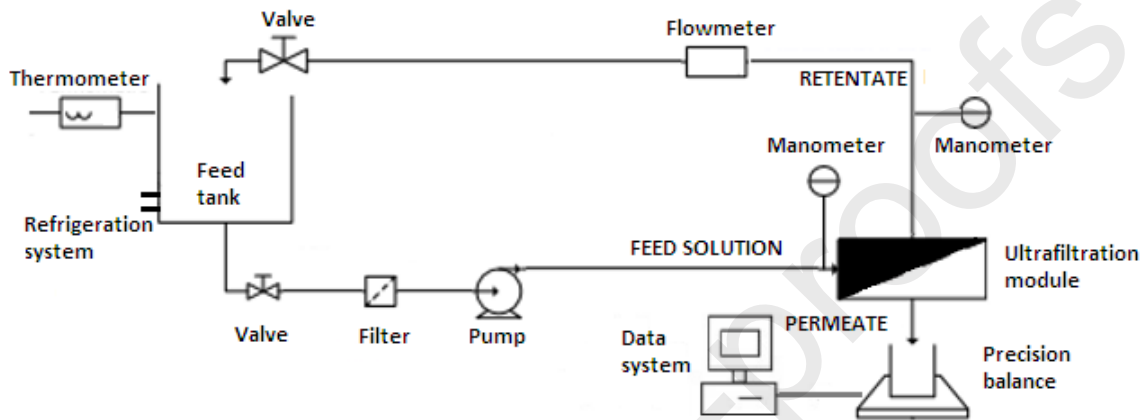 Valve
Flowmeter
Thermometer
RETENTATE
Manometer
Manometer
Feed
tank
Refrigeration
system
FEED SOLUTION
Ultrafiltration
module
Valve
Filter
Pump
PERMEATE
Data
system
Precision
balance
proofs